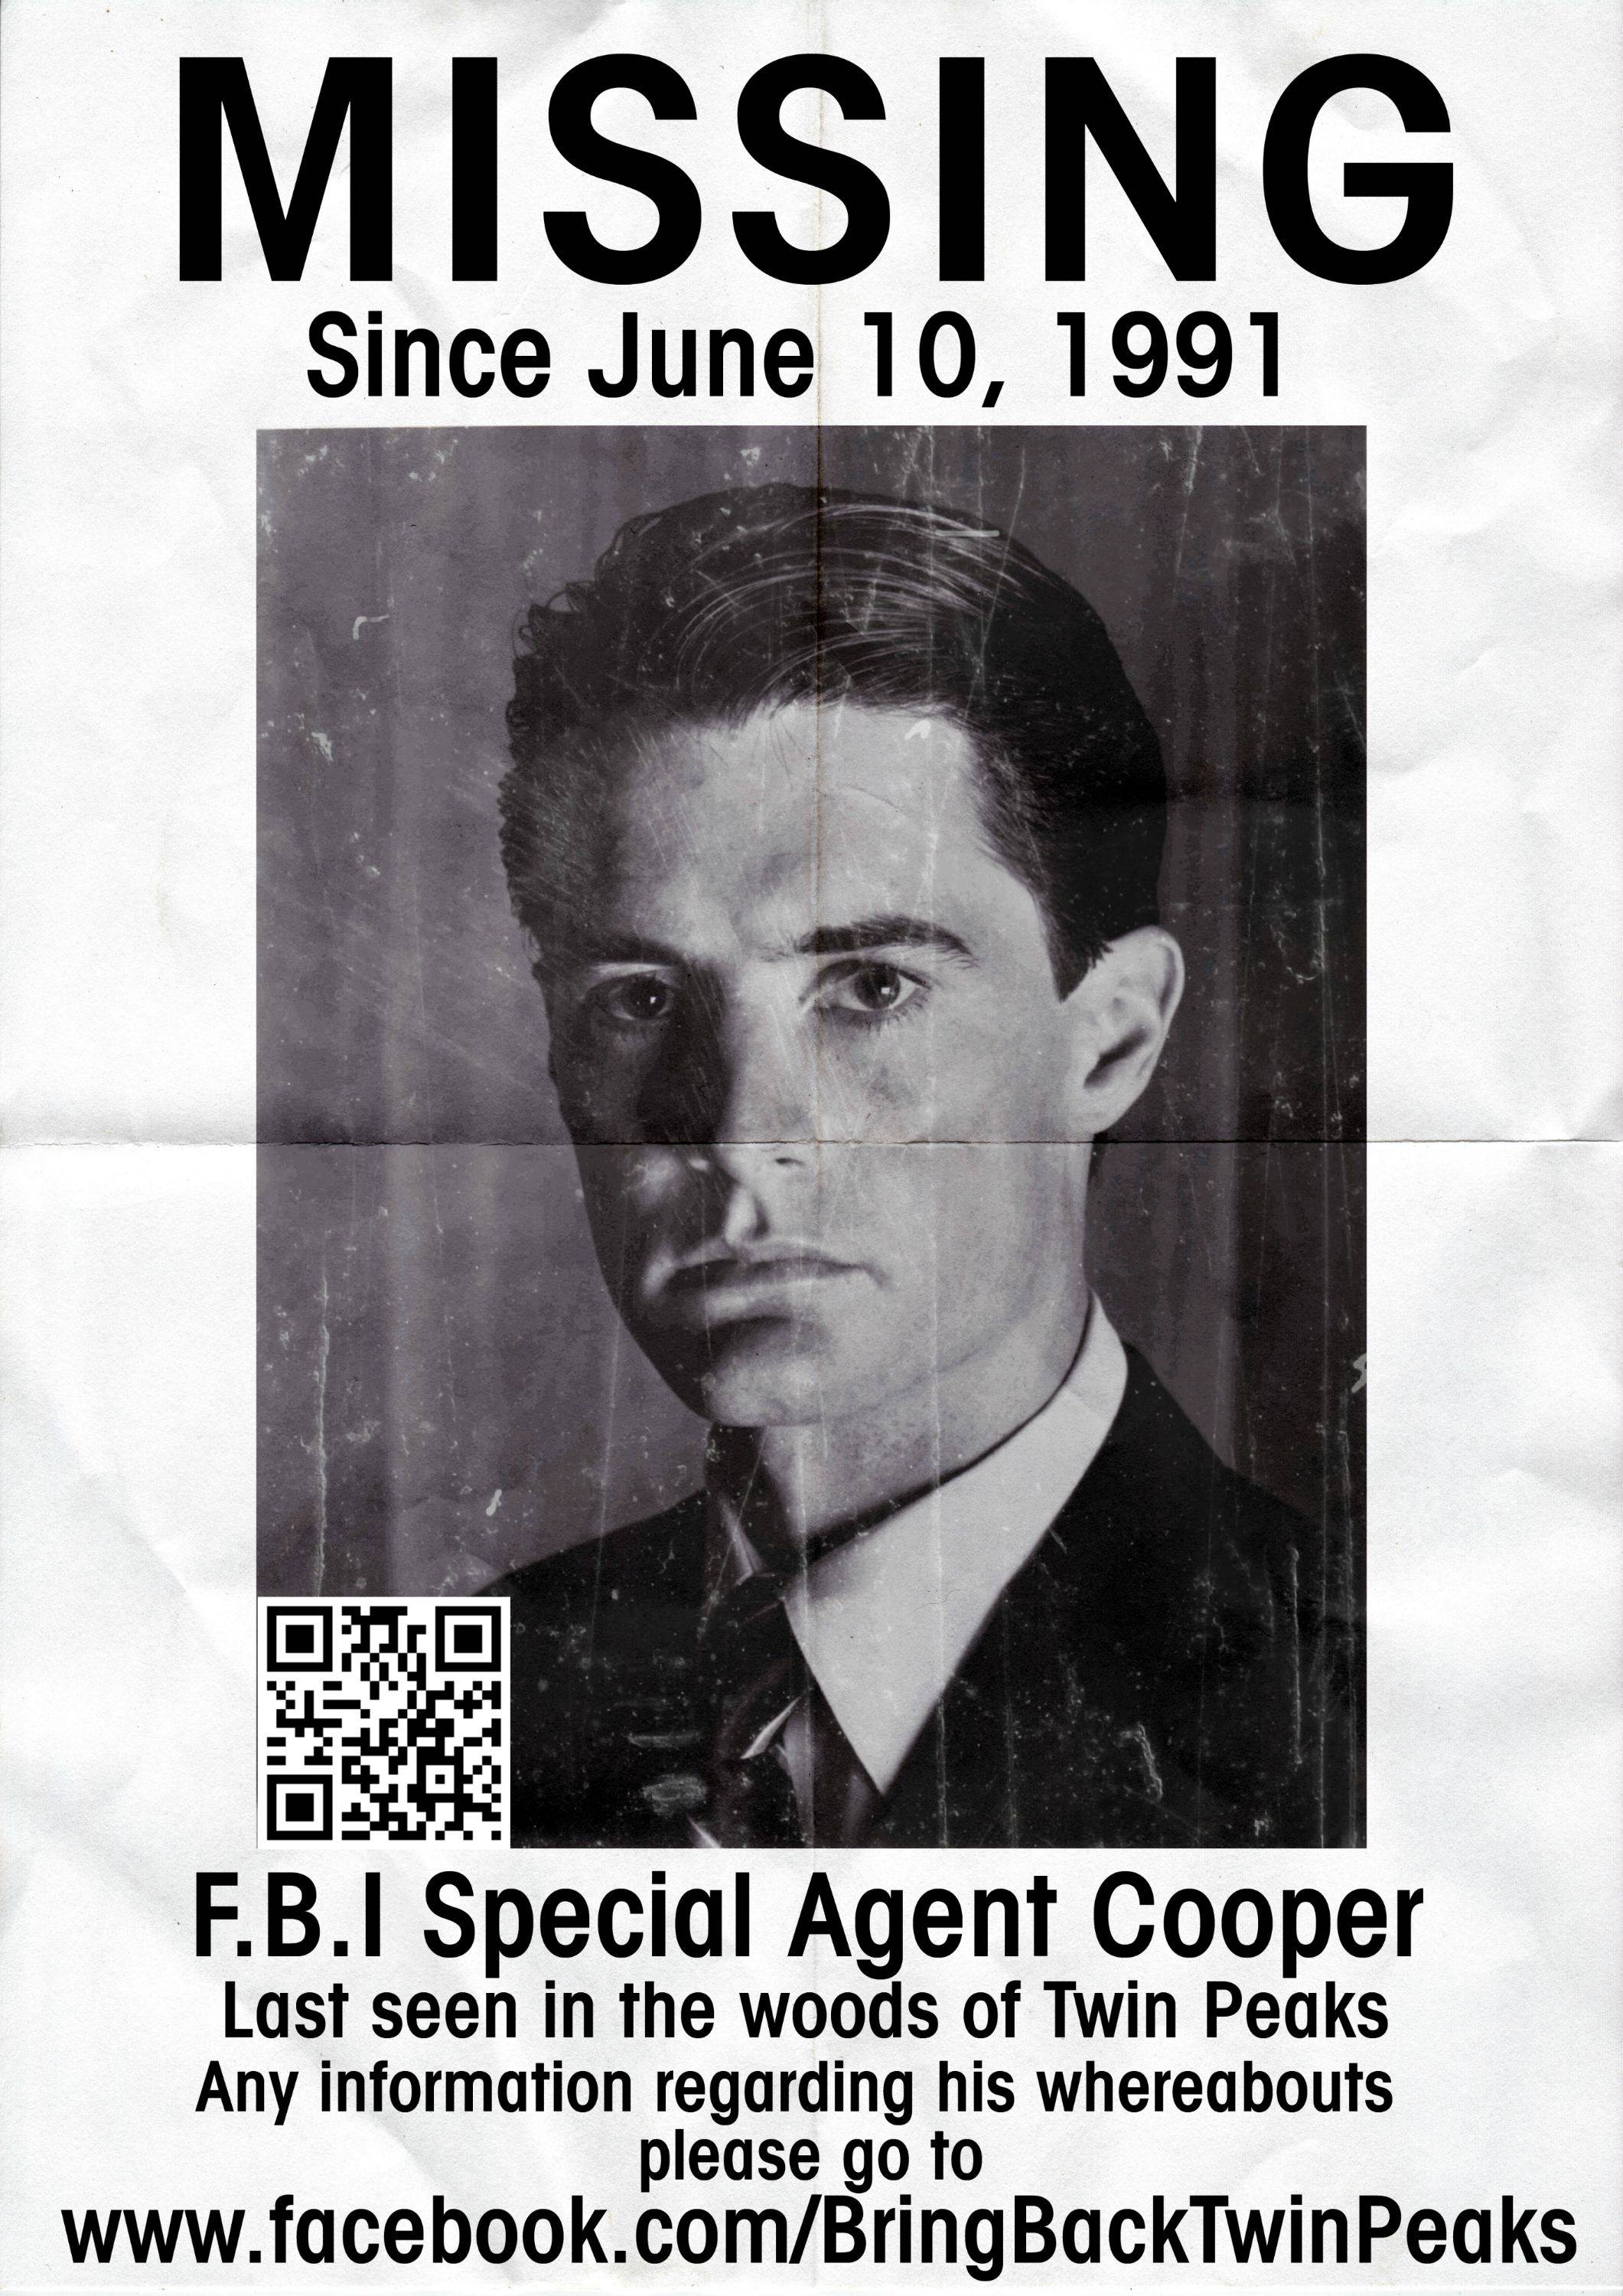 MISSING
Since June 10, 1991
F.B.I Special Agent Cooper
Last seen in the woods of Twin Peaks
Any information regarding his whereabouts
please go to
www.facebook.com/BringBackTwinPeaks